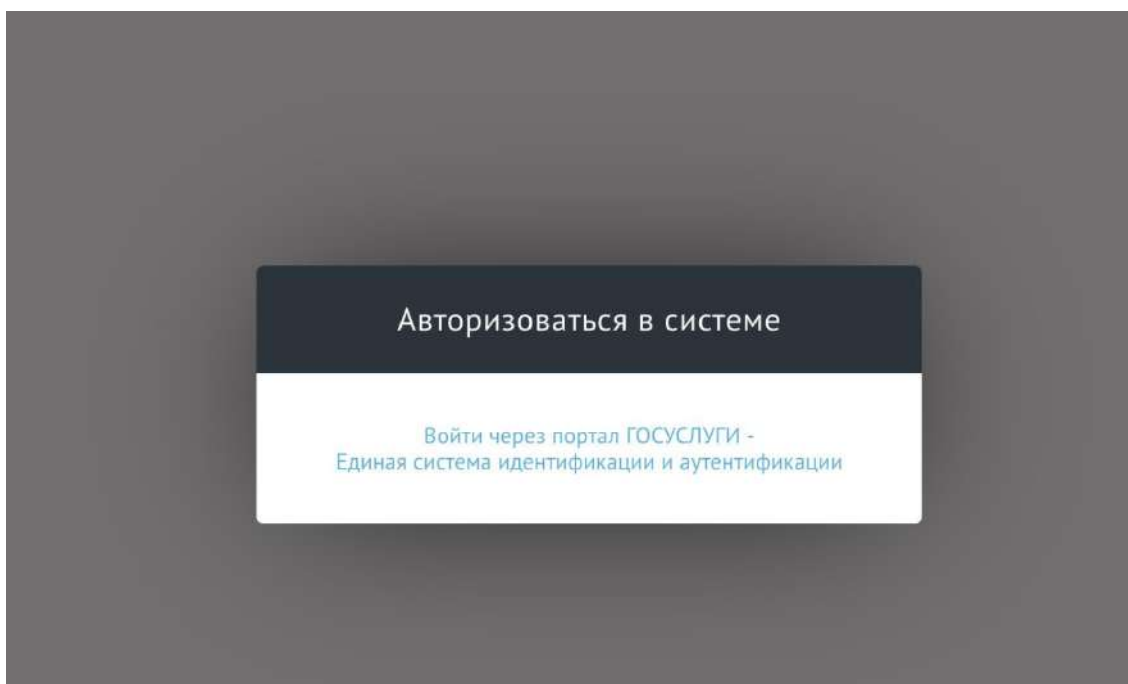 Авторизоваться в системе
Войти через портал ГОСУСЛУГИ -
Единая система идентификации и аутентификации